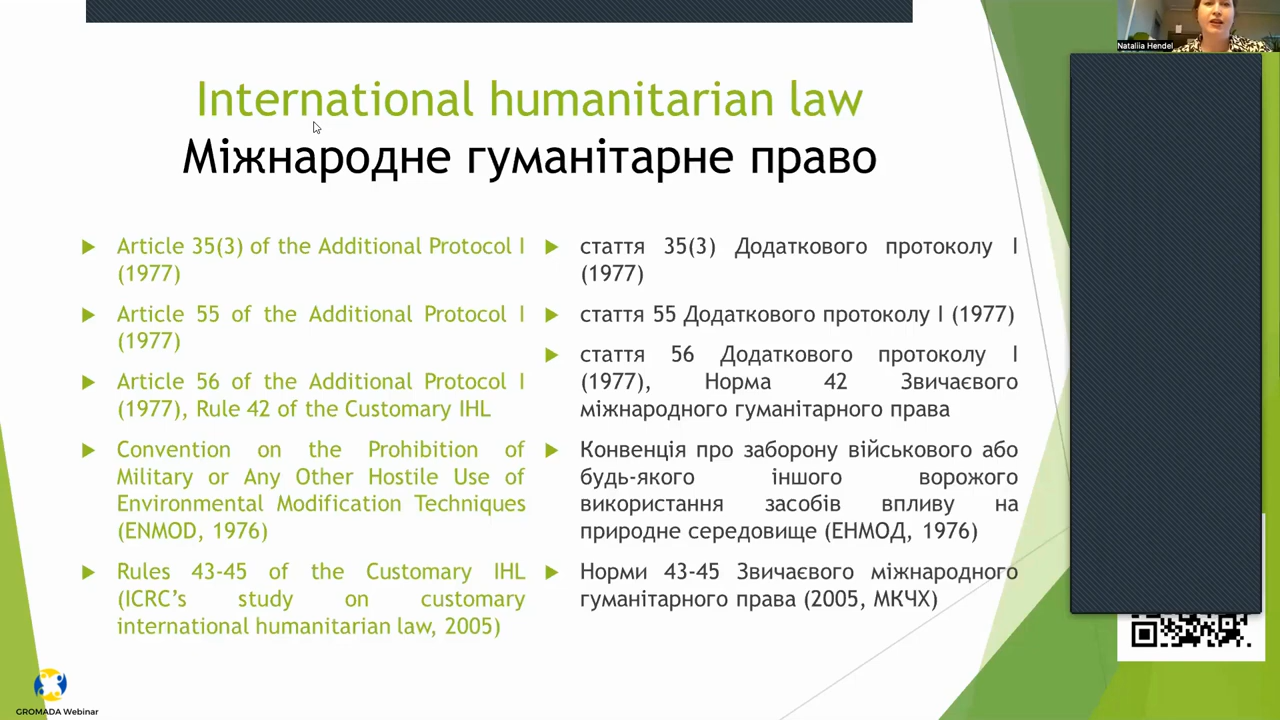 Nataliia Hendel
International humanitarian law
Міжнародне гуманітарне право
Article 35(3) of the Additional Protocol I
(1977)
Article 55 of the Additional Protocol I
(1977)
Article 56 of the Additional Protocol I
(1977), Rule 42 of the Customary IHL
Convention on the Prohibition of
Military or Any Other Hostile Use of
Environmental Modification Techniques
(ENMOD, 1976)
Rules 43-45 of the Customary IHL
(ICRC’s study on customary
international humanitarian law, 2005)
стаття 35(3) Додаткового протоколу І
(1977)
стаття 55 Додаткового протоколу І (1977)
стаття 56 Додаткового протоколу І
(1977), Норма 42 Звичаєвого
міжнародного гуманітарного права
Конвенція про заборону військового або
будь-якого іншого ворожого
використання засобів впливу на
природне середовище (ЕНМОД, 1976)
Норми 43-45 Звичаєвого міжнародного
гуманітарного права (2005, МКЧХ)
GROMADA Webinar